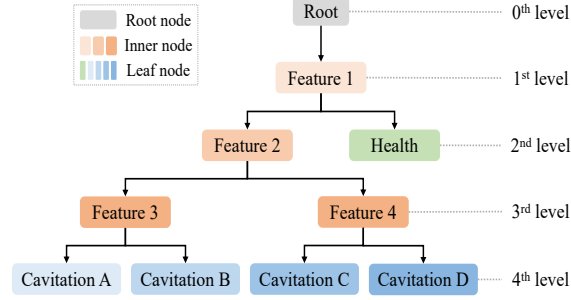 Root node
Inner node
Leaf node
Root
0th level
Feature 1
1st level
Feature 2
Health
2nd level
Feature 3
Feature 4
3rd level
Cavitation A
Cavitation B
Cavitation C
Cavitation D
4th level